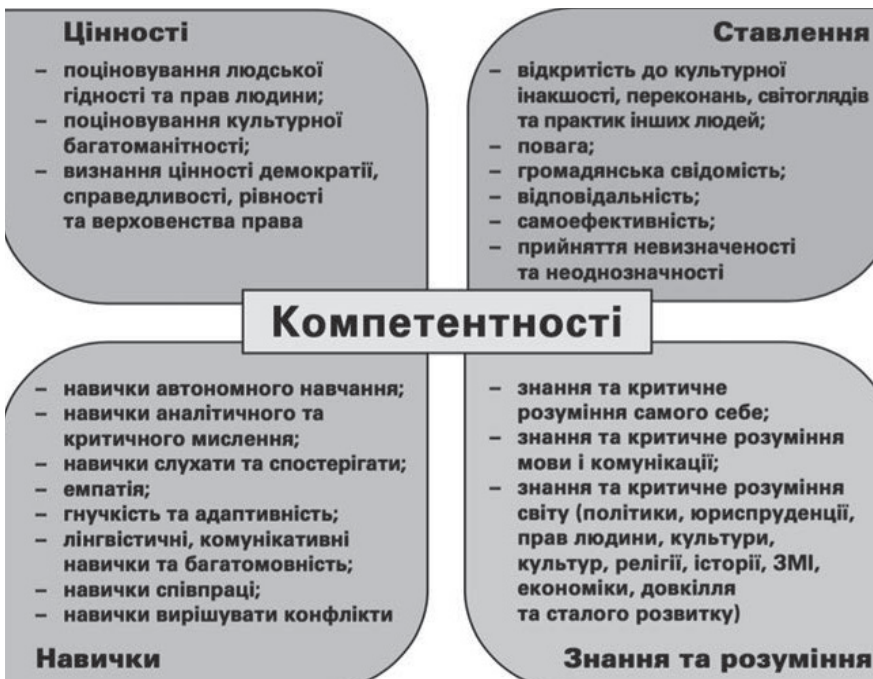 Цінності
– поціновування людської
гідності та прав людини;
– поціновування культурної
багатоманітності;
– визнання цінності демократії,
справедливості, рівності
та верховенства права
Ставлення
– відкритість до культурної
інакшості, переконань, світоглядів
та практик інших людей;
– повага;
– громадянська свідомість;
– відповідальність;
– самоефективність;
– прийняття невизначеності
та неоднозначності
Компетентності
– навички автономного навчання;
– навички аналітичного та
критичного мислення;
– навички слухати та спостерігати;
– емпатія;
– гнучкість та адаптивність;
– лінгвістичні, комунікативні
навички та багатомовність;
– навички співпраці;
– навички вирішувати конфлікти
Навички
– знання та критичне
розуміння самого себе;
– знання та критичне розуміння
мови і комунікації;
– знання та критичне розуміння
світу (політики, юриспруденції,
прав людини, культури,
культур, релігії, історії, ЗМІ,
економіки, довкілля
та сталого розвитку)
Знання та розуміння